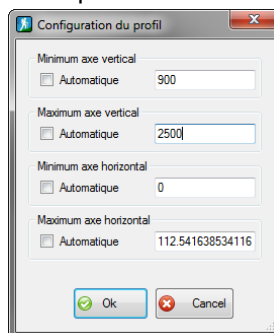 Configuration du profil
Minimum axe vertical
Automatique 900
Maximum axe vertical
Automatique 2500
Minimum axe horizontal
Automatique 0
Maximum axe horizontal
Automatique 112.541638534116
Ok Cancel